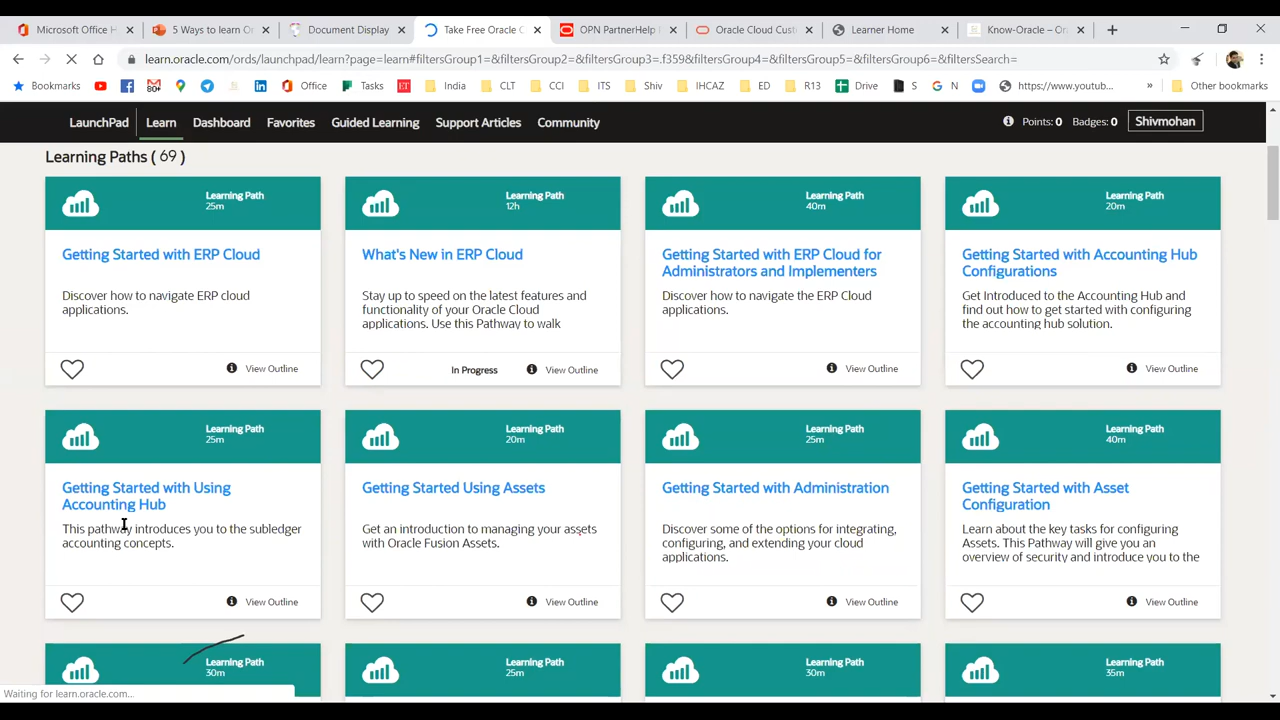 Microsoft Office H
5 Ways to learn O
Document Display
Take Free Oracle C
OPN PartnerHelp
Oracle Cloud Cust
Learner Home
Know-Oracle – Or
learn.oracle.com/ords/launchpad/learn?page=learn#filtersGroup1=&filtersGroup2=&filtersGroup3=.f359&filtersGroup4=&filtersGroup5=&filtersGroup6=&filtersSearch=
Bookmarks
Office
Tasks
ET
India
CLT
CCI
ITS
Shiv
IHCAZ
ED
R13
Drive
S
G N
https://www.youtub...
»
Other bookmarks
LaunchPad
Learn
Dashboard
Favorites
Guided Learning
Support Articles
Community
Points: 0
Badges: 0
Shivmohan
Learning Paths ( 69 )
Learning Path
25m
Getting Started with ERP Cloud
Discover how to navigate ERP cloud
applications.
View Outline
Learning Path
12h
What's New in ERP Cloud
Stay up to speed on the latest features and
functionality of your Oracle Cloud
applications. Use this Pathway to walk
In Progress
View Outline
Learning Path
40m
Getting Started with ERP Cloud for
Administrators and Implementers
Discover how to navigate the ERP Cloud
applications.
View Outline
Learning Path
20m
Getting Started with Accounting Hub
Configurations
Get Introduced to the Accounting Hub and
find out how to get started with configuring
the accounting hub solution.
View Outline
Learning Path
25m
Getting Started with Using
Accounting Hub
This pathway introduces you to the subledger
accounting concepts.
View Outline
Learning Path
20m
Getting Started Using Assets
Get an introduction to managing your assets
with Oracle Fusion Assets.
View Outline
Learning Path
25m
Getting Started with Administration
Discover some of the options for integrating,
configuring, and extending your cloud
applications.
View Outline
Learning Path
40m
Getting Started with Asset
Configuration
Learn about the key tasks for configuring
Assets. This Pathway will give you an
overview of security and introduce you to the
View Outline
Learning Path
30m
Learning Path
25m
Learning Path
30m
Learning Path
35m
Waiting for learn.oracle.com...